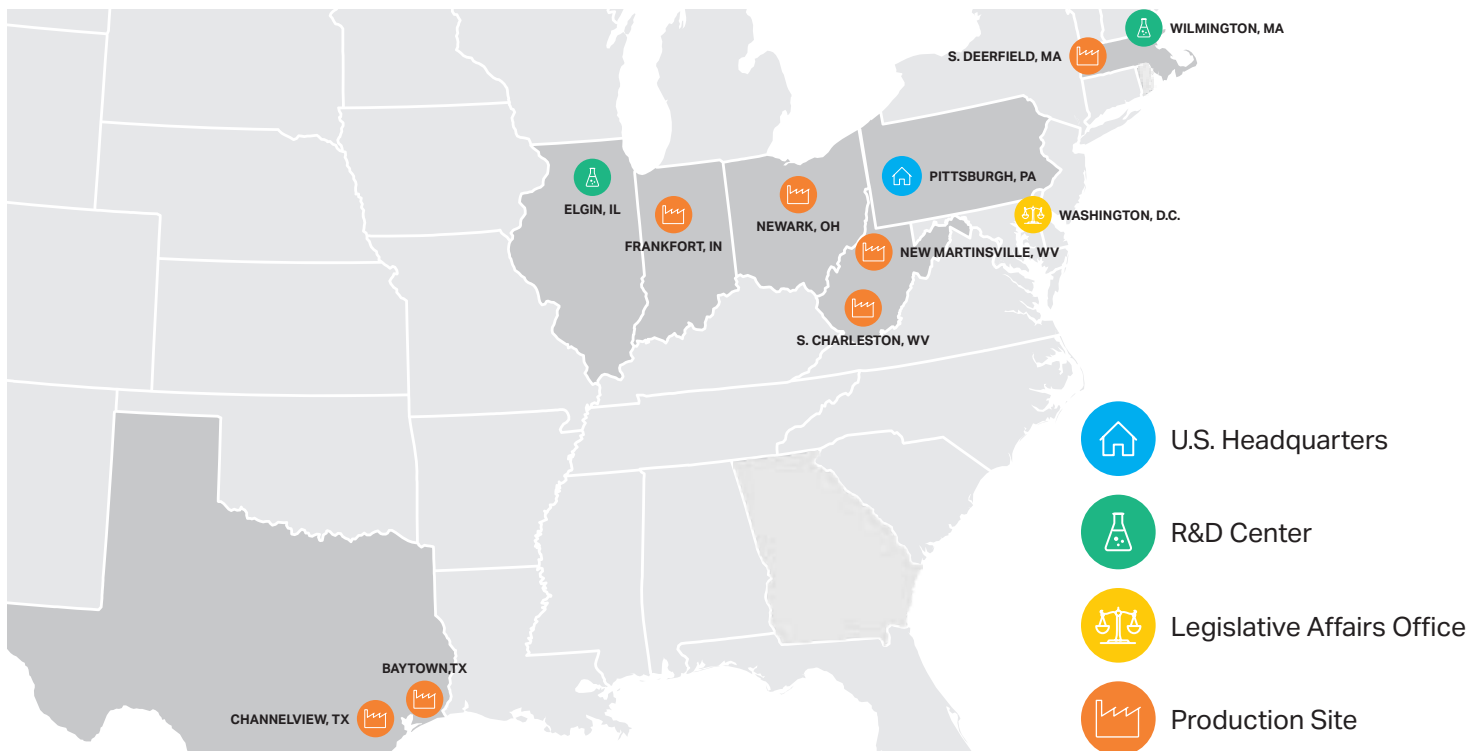 WILMINGTON, MA
S. DEERFIELD, MA
ELGIN, IL
FRANKFORT, IN
NEWARK, OH
PITTSBURGH, PA
WASHINGTON, D.C.
NEW MARTINSVILLE, WV
S. CHARLESTON, WV
BAYTOWN,TX
CHANNELVIEW, TX
U.S. Headquarters
R&D Center
Legislative Affairs Office
Production Site